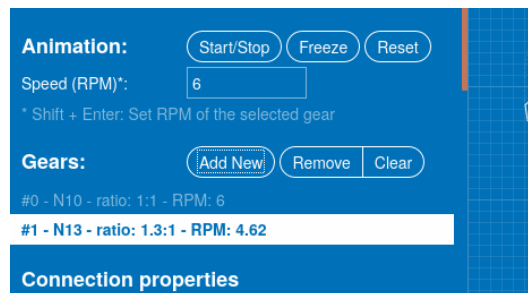 Animation: Start/Stop Freeze Reset
Speed (RPM)*: 6
* Shift + Enter: Set RPM of the selected gear
Gears: Add New Remove Clear
#0 - N10 - ratio: 1:1 - RPM: 6
#1 - N13 - ratio: 1.3:1 - RPM: 4.62
Connection properties